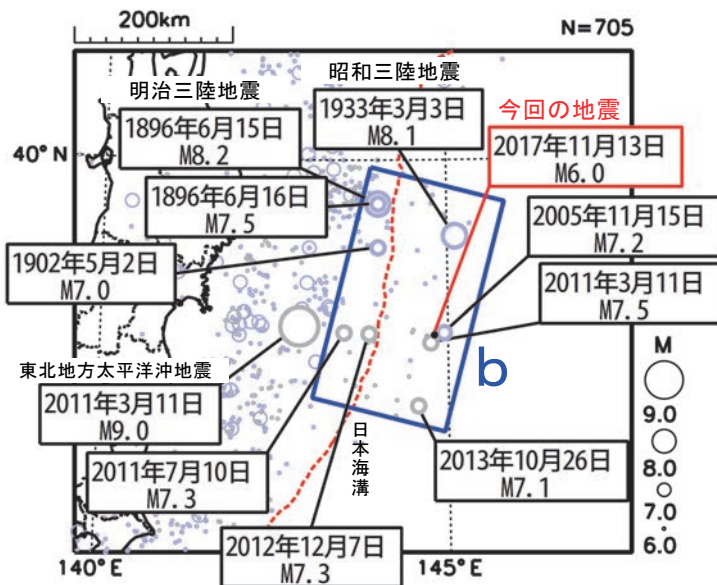 200km
N=705
昭和三陸地震
明治三陸地震
1933年3月3日
M8.1
今回の地震
1896年6月15日
M8.2
2017年11月13日
M6.0
40°N
1896年6月16日
M7.5
2005年11月15日
M7.2
1902年5月2日
M7.0
2011年3月11日
M7.5
東北地方太平洋沖地震
b
M
2011年3月11日
M9.0
日本海溝
9.0
2011年7月10日
M7.3
2013年10月26日
M7.1
8.0
7.0
2012年12月7日
M7.3
6.0
140°E
145°E